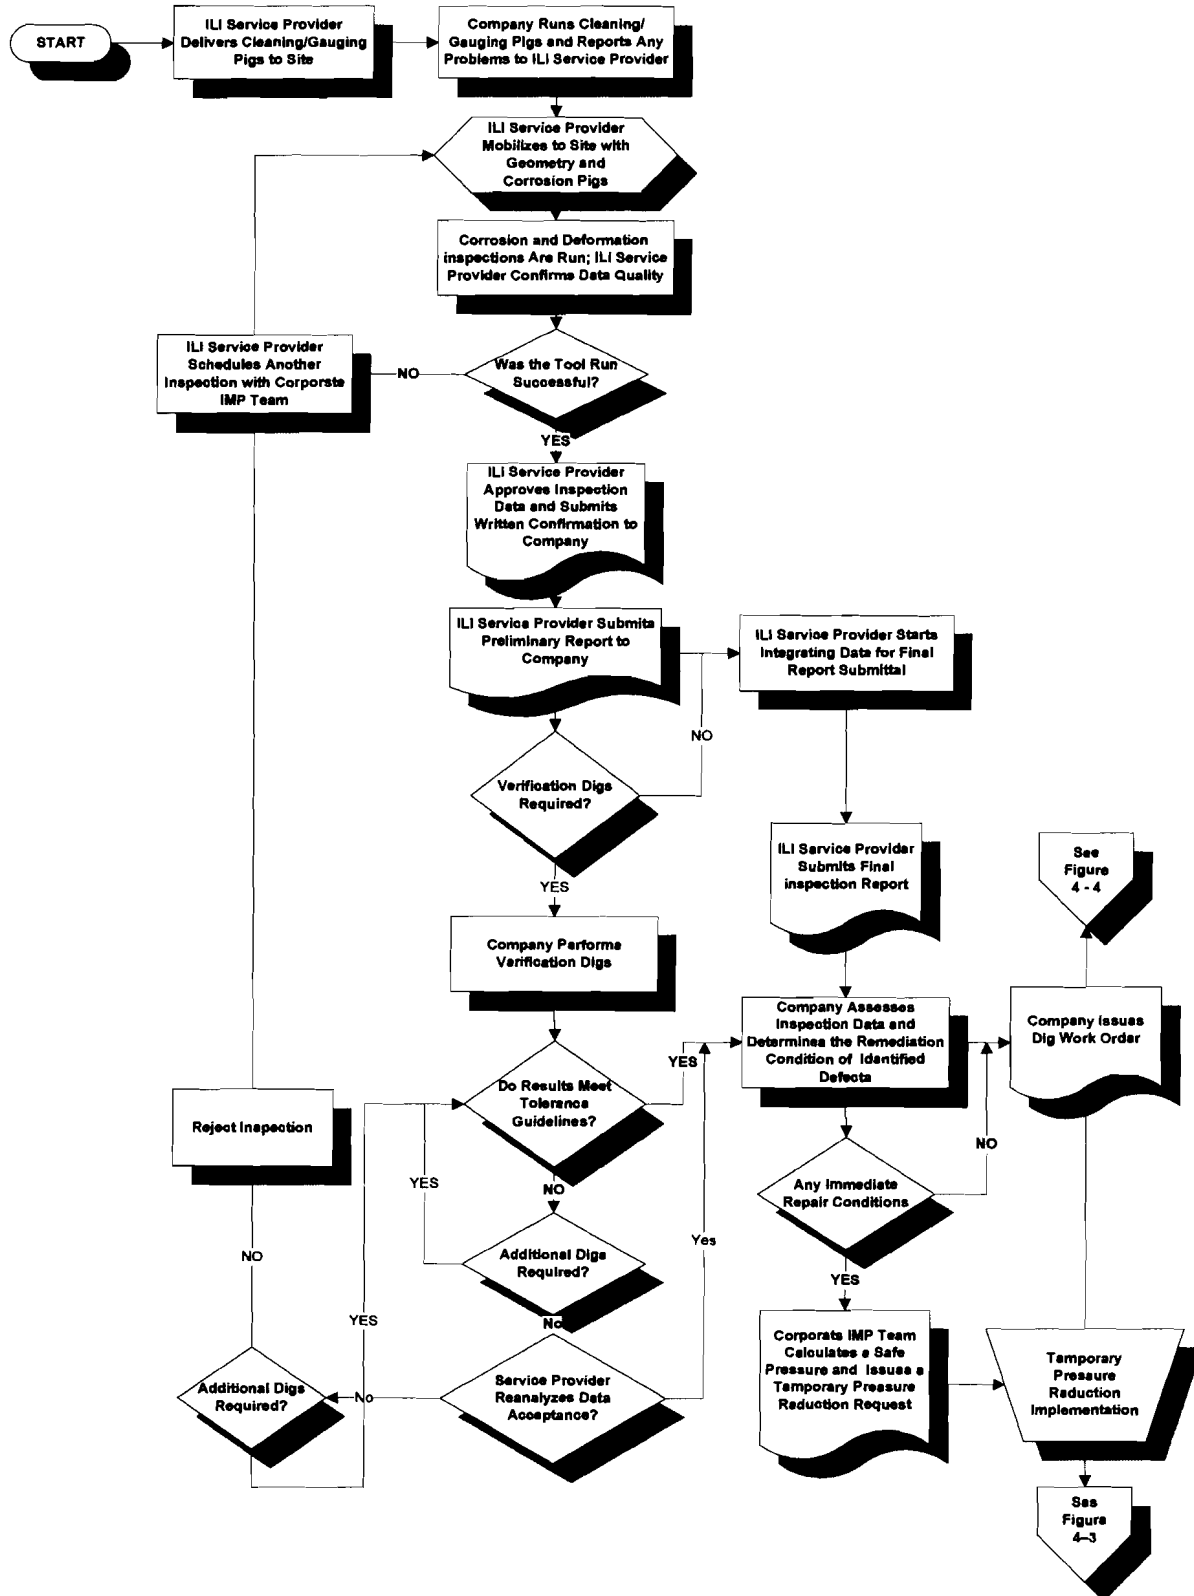 START
ILI Service Provider
Delivers Cleaning/Gauging
Pigs to Site
Company Runs Cleaning/
Gauging Pigs and Reports Any
Problems to ILI Service Provider
ILI Service Provider
Mobilizes to Site with
Geometry and
Corrosion Pigs
Corrosion and Deformation
inspections Are Run; ILI Service
Provider Confirms Data Quality
ILI Service Provider
Schedules Another
Inspection with Corporate
IMP Team
NO
Was the Tool Run
Successful?
YES
ILI Service Provider
Approves Inspection
Data and Submits
Written Confirmation to
Company
ILI Service Provider Submits
Preliminary Report to
Company
ILI Service Provider Starts
Integrating Data for Final
Report Submittal
NO
Verification Digs
Required?
YES
ILI Service Provider
Submits Final
inspection Report
See
Figure
4 - 4
Company Performs
Verification Digs
Company Assesses
Inspection Data and
Determines the Remediation
Condition of Identified
Defects
Company Issues
Dig Work Order
YES
Do Results Meet
Tolerance
Guidelines?
Reject Inspection
NO
YES
NO
Any Immediate
Repair Conditions
Additional Digs
Required?
Yes
NO
YES
YES
No
Corporate IMP Team
Calculates a Safe
Pressure and Issues a
Temporary Pressure
Reduction Request
Temporary
Pressure
Reduction
Implementation
Additional Digs
Required?
No
Service Provider
Reanalyzes Data
Acceptance?
See
Figure
4-3